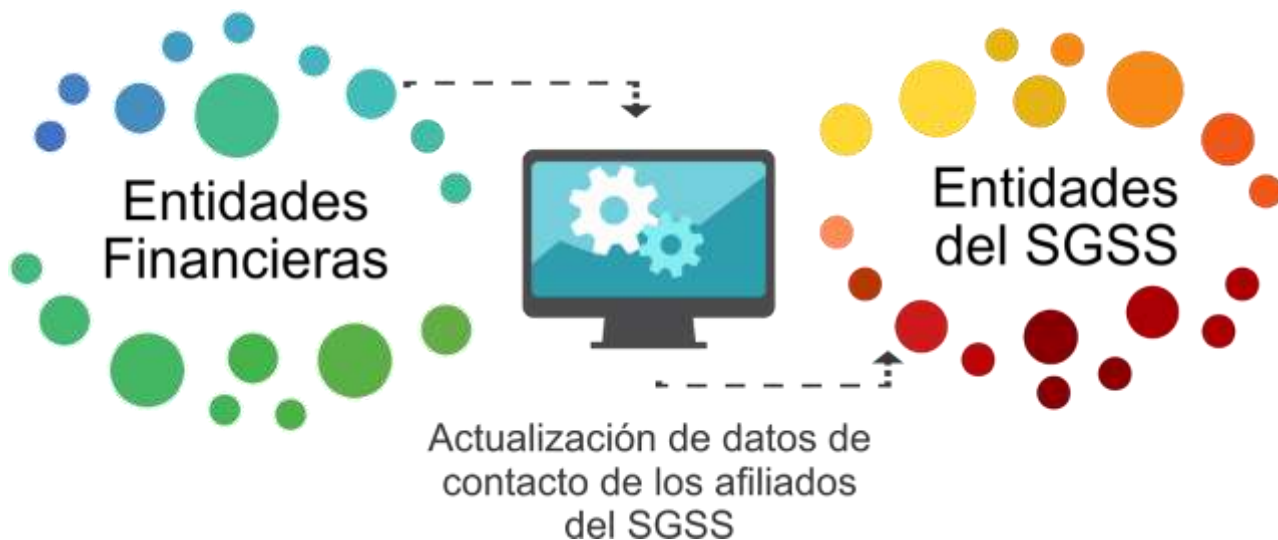 Entidades
Financieras
Entidades
del SGSS
Actualización de datos de
contacto de los afiliados
del SGSS